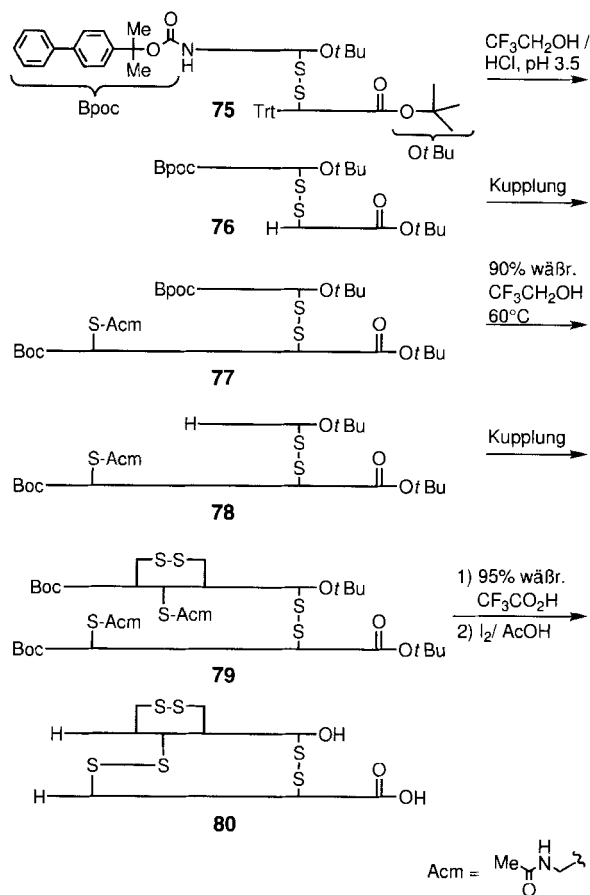 Me O
O N OtBu
Me H
S
S
CF₃CH₂OH /
HCl, pH 3.5
Bpoc 75 Trt O
O
OtBu
Bpoc OtBu
S
S
O
76 H OtBu
Kupplung
Bpoc OtBu
S-Acm S
S
O
Boc OtBu
77
90% wäßr.
CF₃CH₂OH
60°C
H OtBu
S-Acm S
S
O
Boc OtBu
78
Kupplung
S-S
Boc OtBu
S-Acm S-Acm S
S
O
Boc OtBu
79
1) 95% wäßr.
CF₃CO₂H
2) I₂/ AcOH
S-S
H OH
S S S
S
O
H OH
80
Acm = Me H
N
O